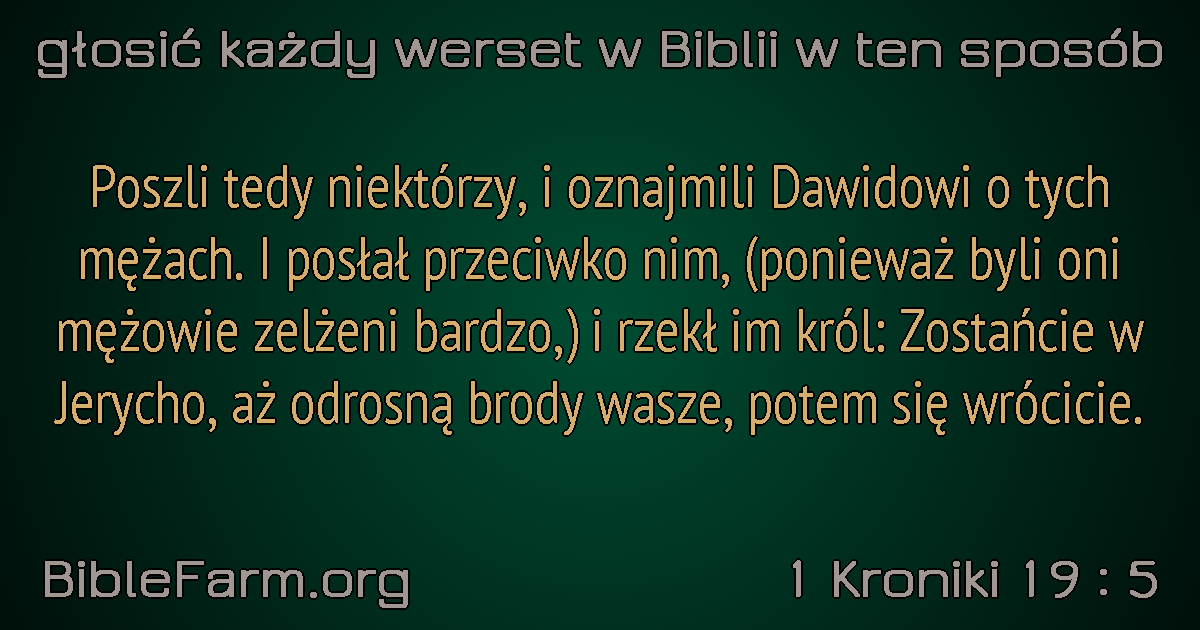 głosić każdy werset w Biblii w ten sposób
Poszli tedy niektórzy, i oznajmili Dawidowi o tych
mężach. I posłał przeciwko nim, (ponieważ byli oni
mężowie zelżeni bardzo,) i rzekł im król: Zostańcie w
Jerycho, aż odrosną brody wasze, potem się wrócicie.
BibleFarm.org
1 Kroniki 19 : 5